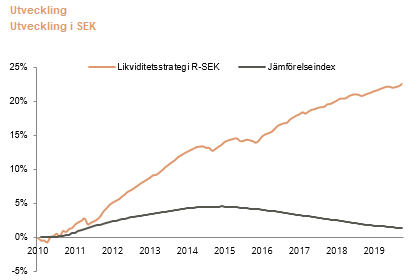 Utveckling
Utveckling i SEK
Likviditetsstrategi R-SEK
Jämförelseindex
25%
20%
15%
10%
5%
0%
-5%
2010 2011 2012 2013 2014 2015 2016 2017 2018 2019